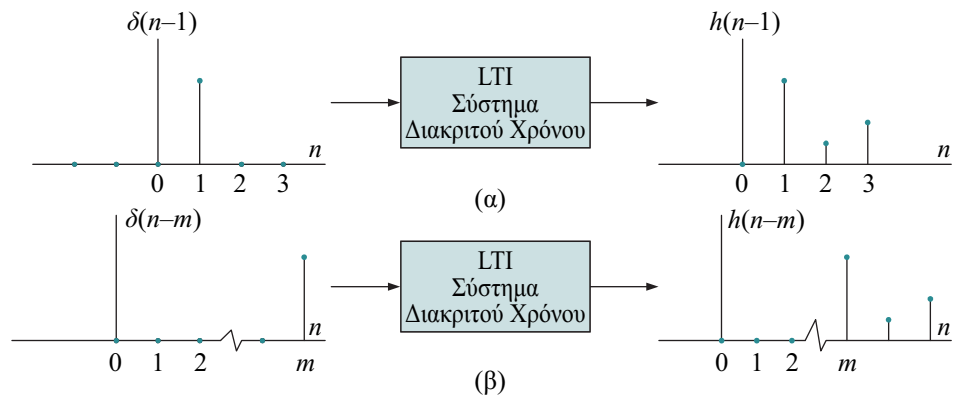 δ(n–1)
h(n–1)
LTI
Σύστημα
Διακριτού Χρόνου
n
n
0 1 2 3
0 1 2 3
(α)
δ(n–m)
h(n–m)
LTI
Σύστημα
Διακριτού Χρόνου
n
n
0 1 2 m
0 1 2 m
(β)